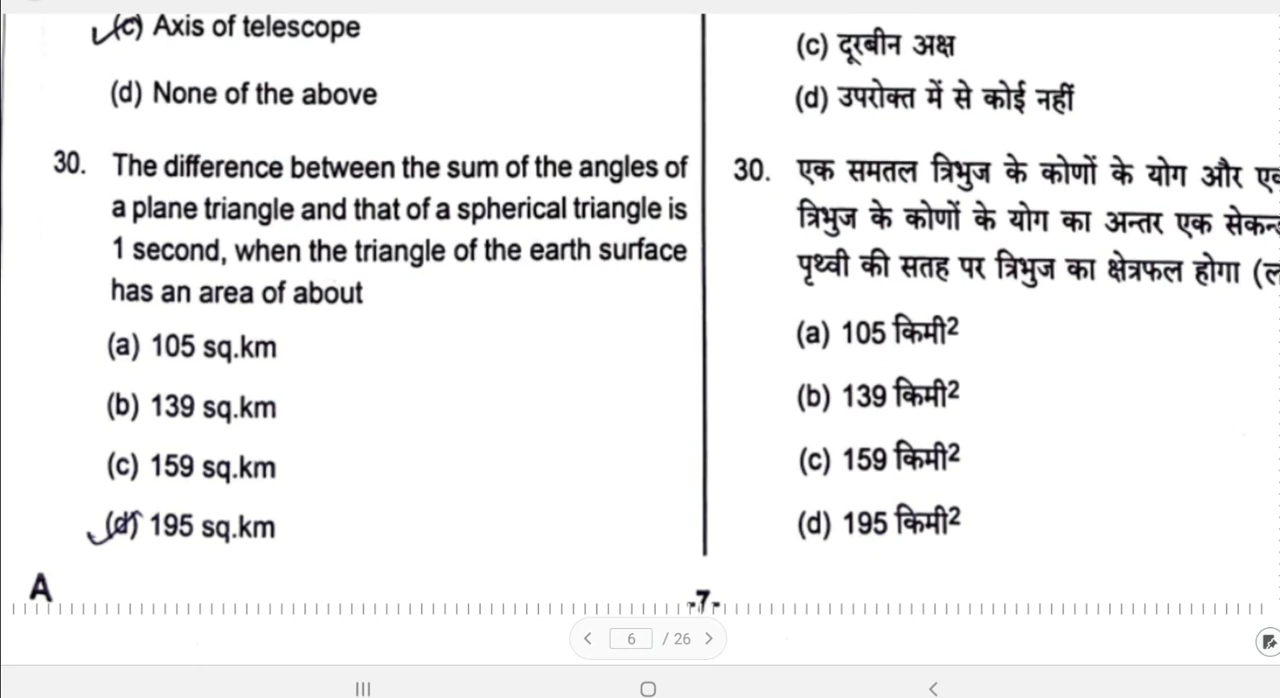 (c) Axis of telescope
(d) None of the above
30. The difference between the sum of the angles of
a plane triangle and that of a spherical triangle is
1 second, when the triangle of the earth surface
has an area of about
(a) 105 sq.km
(b) 139 sq.km
(c) 159 sq.km
(d) 195 sq.km
A
(c) दूरबीन अक्ष
(d) उपरोक्त में से कोई नहीं
30. एक समतल त्रिभुज के कोणों के योग और
त्रिभुज के कोणों के योग का अन्तर एक
पृथ्वी की सतह पर त्रिभुज का क्षेत्रफल होगा
(a) 105 किमी²
(b) 139 किमी²
(c) 159 किमी²
(d) 195 किमी²
-7-
6 / 26